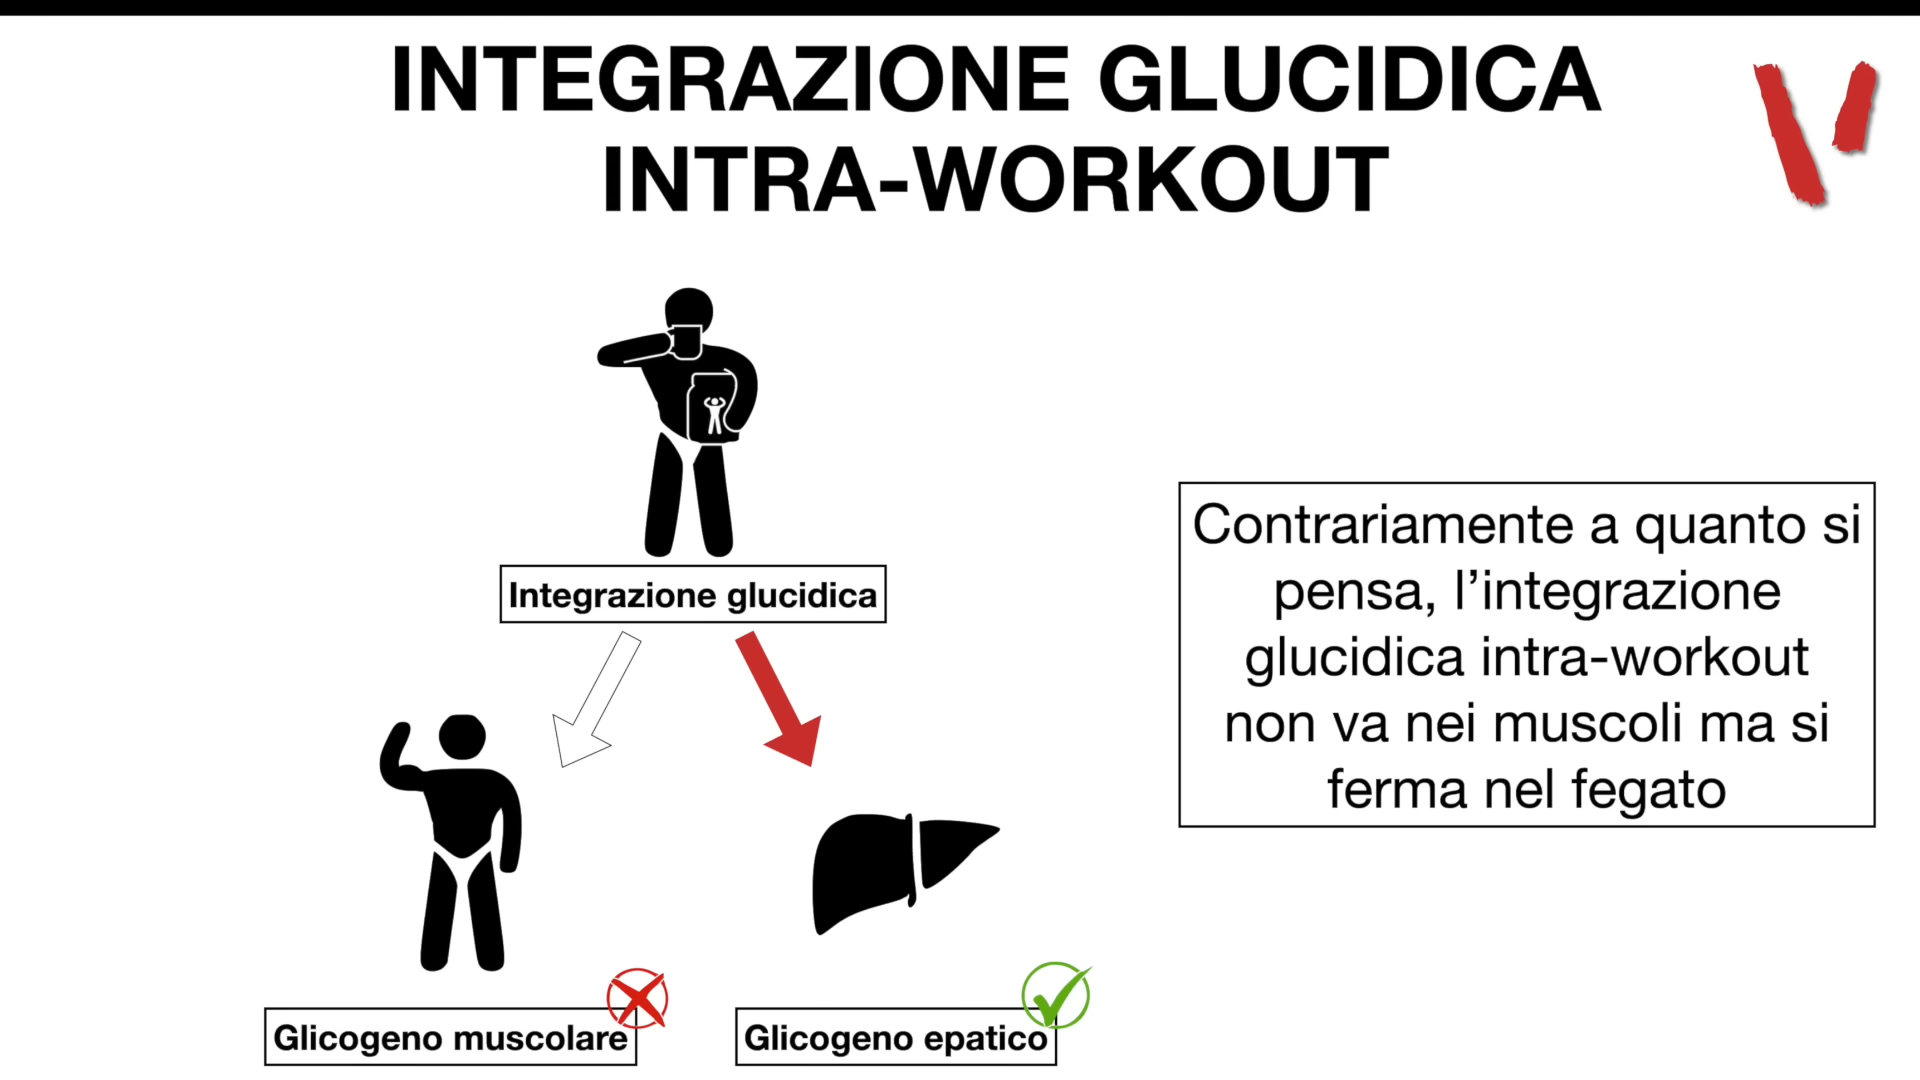 INTEGRAZIONE GLUCIDICA
INTRA-WORKOUT
Integrazione glucidica
Contrariamente a quanto si
pensa, l’integrazione
glucidica intra-workout
non va nei muscoli ma si
ferma nel fegato
Glicogeno muscolare
Glicogeno epatico